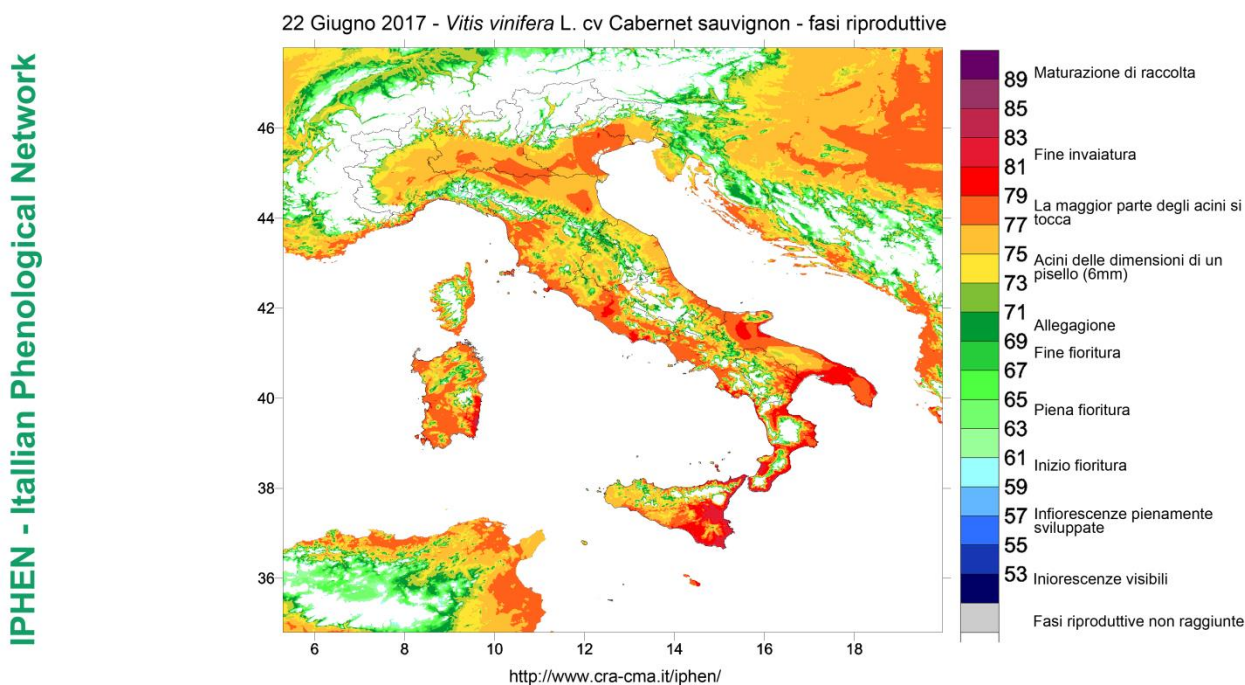 IPHEN - Itallian Phenological Network
22 Giugno 2017 - Vitis vinifera L. cv Cabernet sauvignon - fasi riproduttive
46
44
42
40
38
36
6
8
10
12
14
16
18
http://www.cra-cma.it/iphen/
89
85
83
81
79
77
75
73
71
69
67
65
63
61
59
57
55
53
Maturazione di raccolta
Fine invaiatura
La maggior parte degli acini si
tocca
Acini delle dimensioni di un
pisello (6mm)
Allegagione
Fine fioritura
Piena fioritura
Inizio fioritura
Infiorescenze pienamente
sviluppate
Iniorescenze visibili
Fasi riproduttive non raggiunte